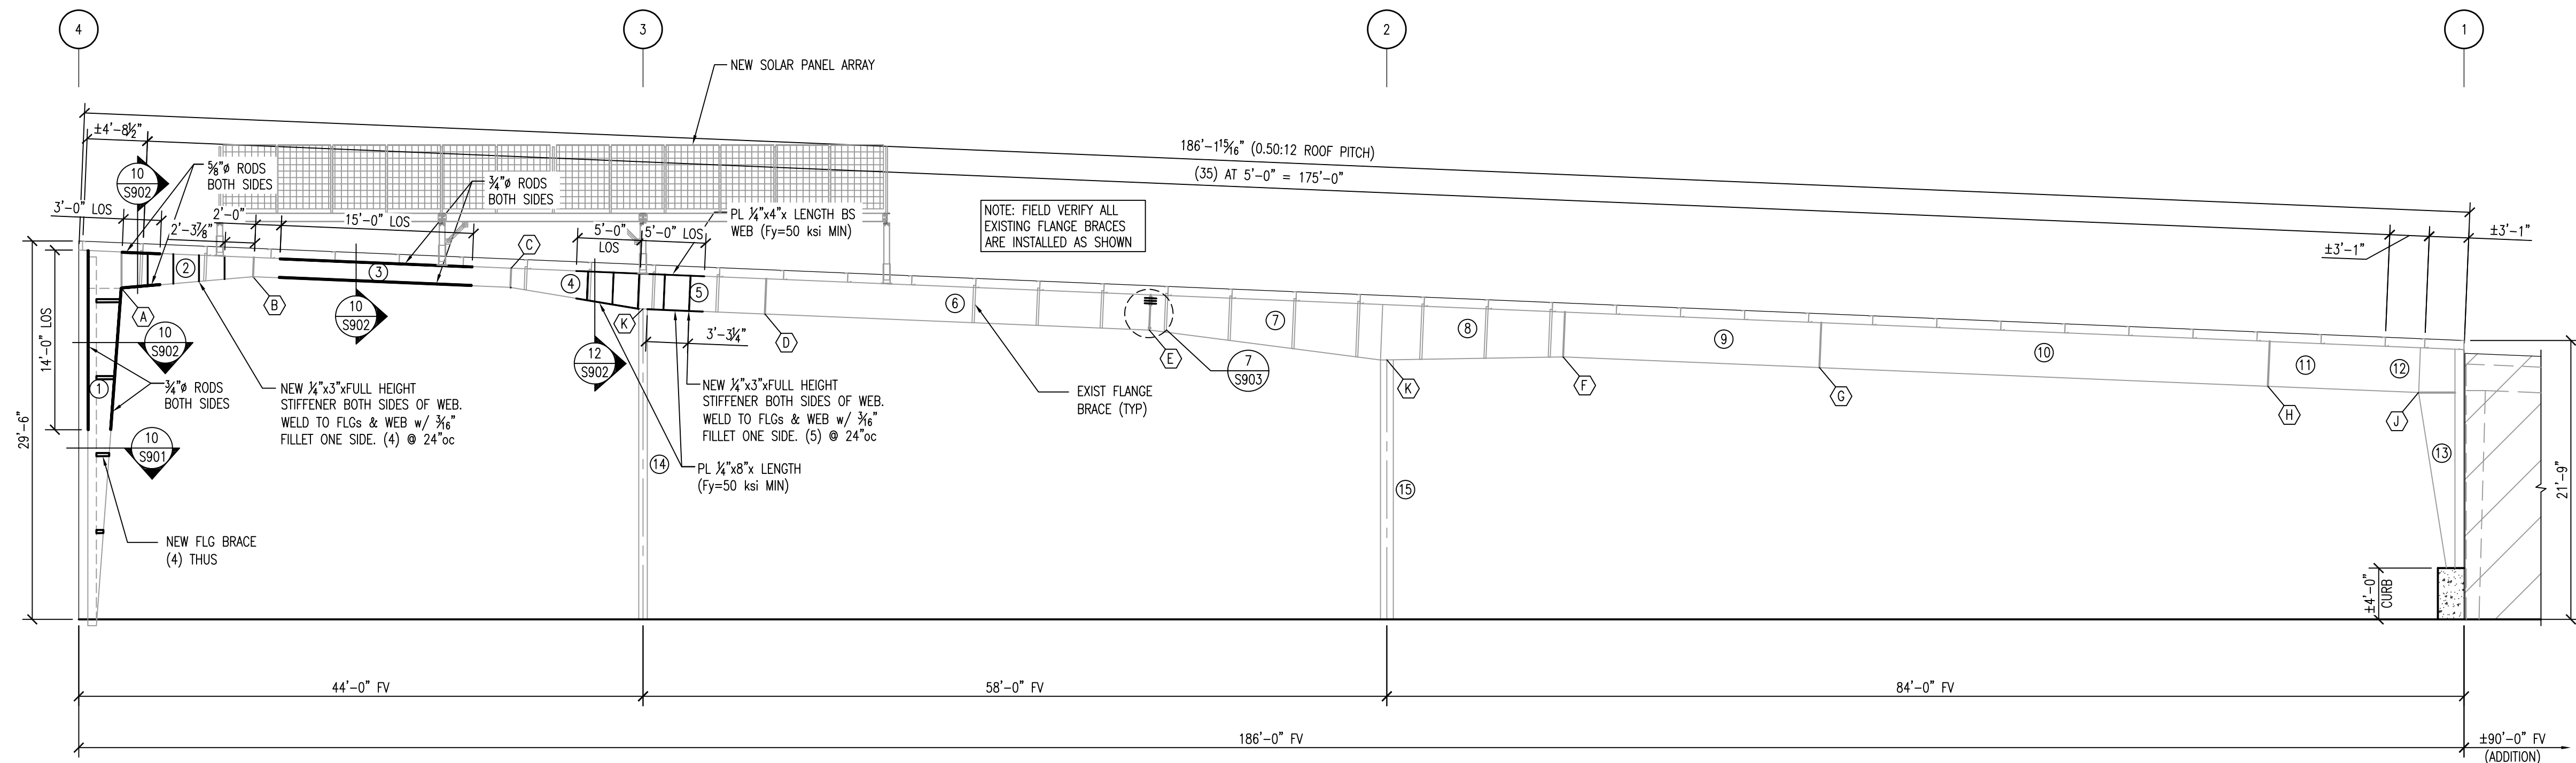 4
3
2
1
NEW SOLAR PANEL ARRAY
±4'-8½"
186'-1¹⁵⁄₁₆" (0.50:12 ROOF PITCH)
(35) AT 5'-0" = 175'-0"
10
S902
⅝"Ø RODS
BOTH SIDES
¾"Ø RODS
BOTH SIDES
3'-0" LOS
2'-0"
15'-0" LOS
2'-3⅞"
5'-0"
LOS
5'-0" LOS
PL ¼"x4"x LENGTH BS
WEB (Fy=50 ksi MIN)
NOTE: FIELD VERIFY ALL
EXISTING FLANGE BRACES
ARE INSTALLED AS SHOWN
±3'-1"
±3'-1"
C
2
3
4
5
6
7
8
9
10
11
12
A
B
K
D
E
K
F
G
H
J
10
S902
10
S902
12
S902
7
S903
3'-3¼"
14'-0" LOS
29'-6"
1
¾"Ø RODS
BOTH SIDES
NEW ¼"x3"xFULL HEIGHT
STIFFENER BOTH SIDES OF WEB.
WELD TO FLGs & WEB w/ ³⁄₁₆"
FILLET ONE SIDE. (4) @ 24"oc
NEW ¼"x3"xFULL HEIGHT
STIFFENER BOTH SIDES OF WEB.
WELD TO FLGs & WEB w/ ³⁄₁₆"
FILLET ONE SIDE. (5) @ 24"oc
EXIST FLANGE
BRACE (TYP)
10
S901
14
PL ¼"x8"x LENGTH
(Fy=50 ksi MIN)
15
13
21'-9"
NEW FLG BRACE
(4) THUS
±4'-0"
CURB
44'-0" FV
58'-0" FV
84'-0" FV
186'-0" FV
±90'-0" FV
(ADDITION)